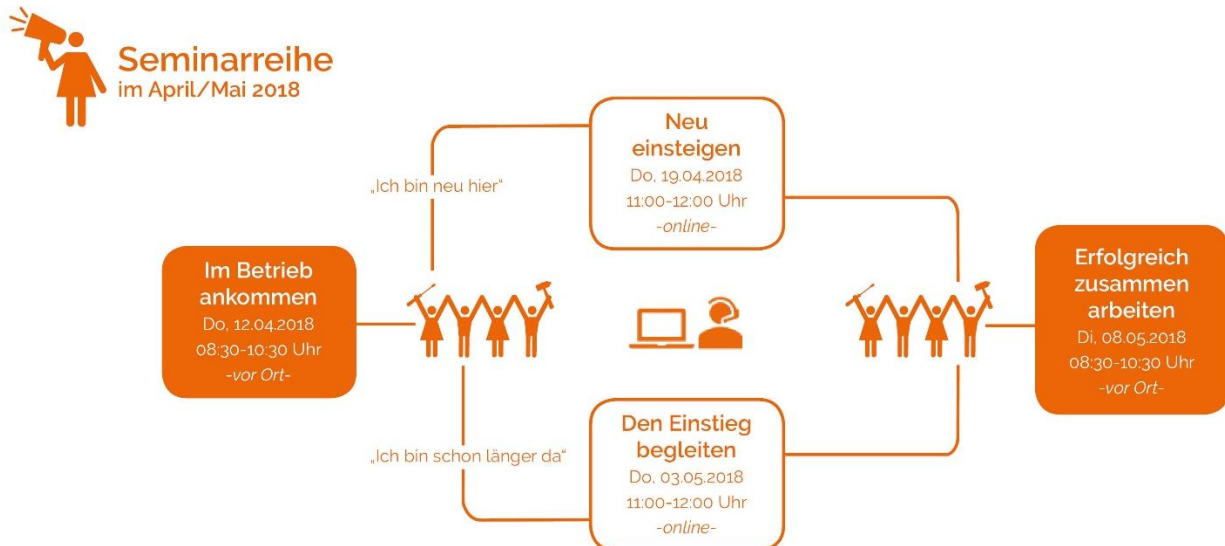 Seminarreihe
im April/Mai 2018
Im Betrieb
ankommen
Do, 12.04.2018
08:30-10:30 Uhr
-vor Ort-
„Ich bin neu hier“
Neu
einsteigen
Do, 19.04.2018
11:00-12:00 Uhr
-online-
„Ich bin schon länger da“
Den Einstieg
begleiten
Do, 03.05.2018
11:00-12:00 Uhr
-online-
Erfolgreich
zusammen
arbeiten
Di, 08.05.2018
08:30-10:30 Uhr
-vor Ort-